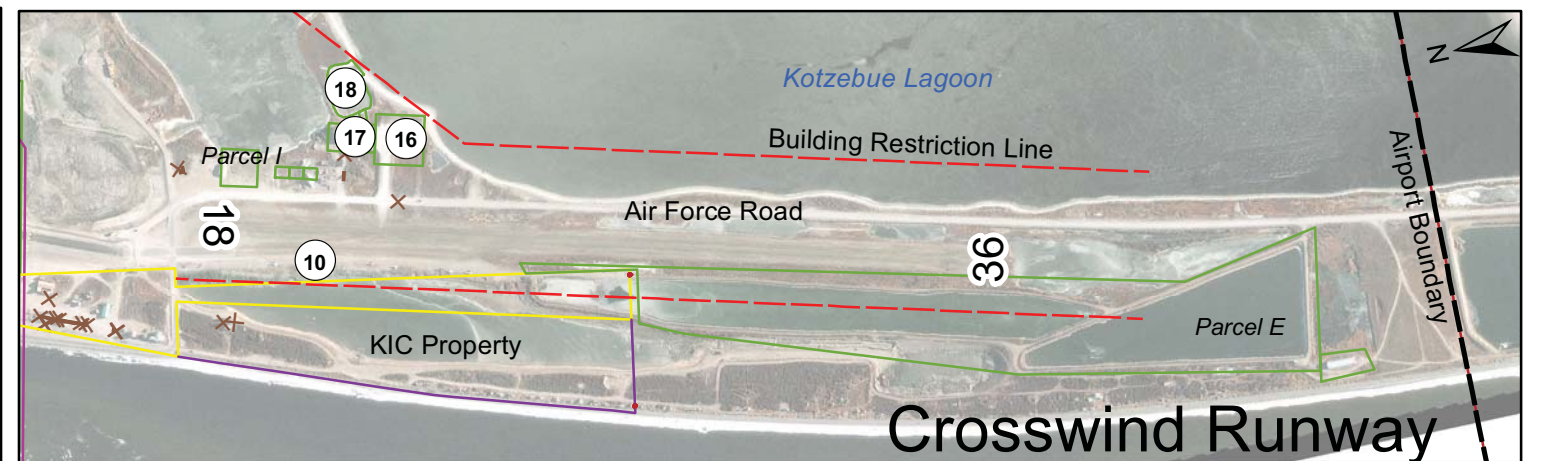 N
18
Kotzebue Lagoon
17
16
Building Restriction Line
Parcel I
Airport Boundary
18
Air Force Road
10
36
Parcel E
KIC Property
Crosswind Runway